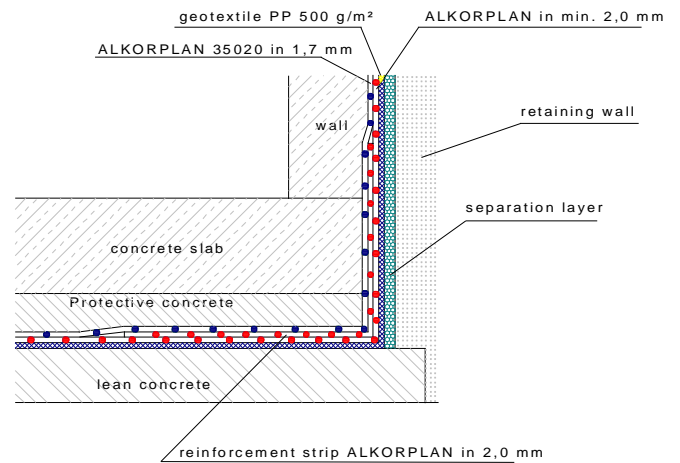 geotextile PP 500 g/m²
ALKORPLAN in min. 2,0 mm
ALKORPLAN 35020 in 1,7 mm
retaining wall
wall
separation layer
concrete slab
Protective concrete
lean concrete
reinforcement strip ALKORPLAN in 2,0 mm